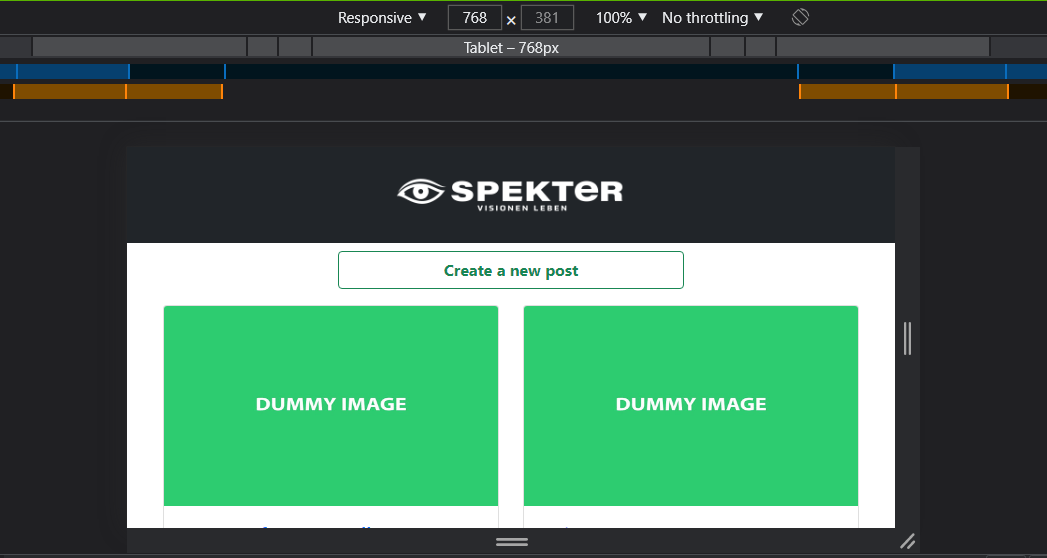 Responsive ▼ 768 × 381 100% ▼ No throttling ▼
Tablet – 768px
SPEKTER
VISIONEN LEBEN
Create a new post
DUMMY IMAGE DUMMY IMAGE